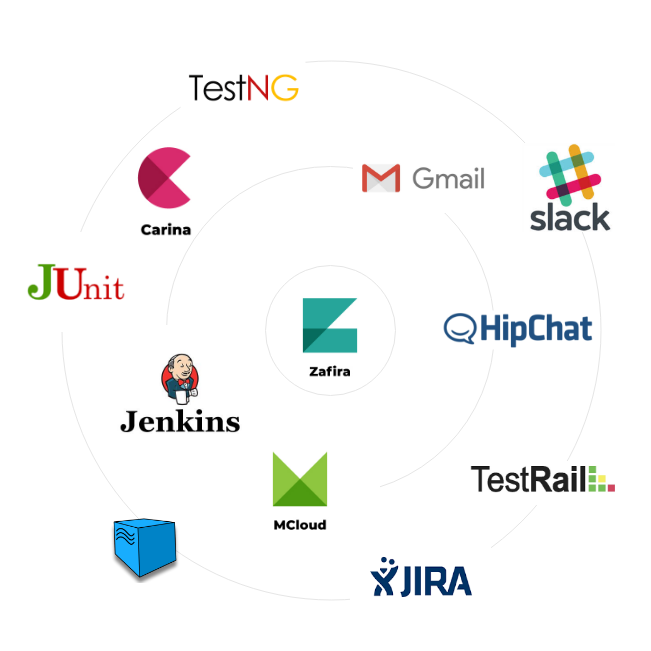 TestNG
Gmail
slack
Carina
JUnit
HipChat
Zafira
Jenkins
TestRail
MCloud
JIRA